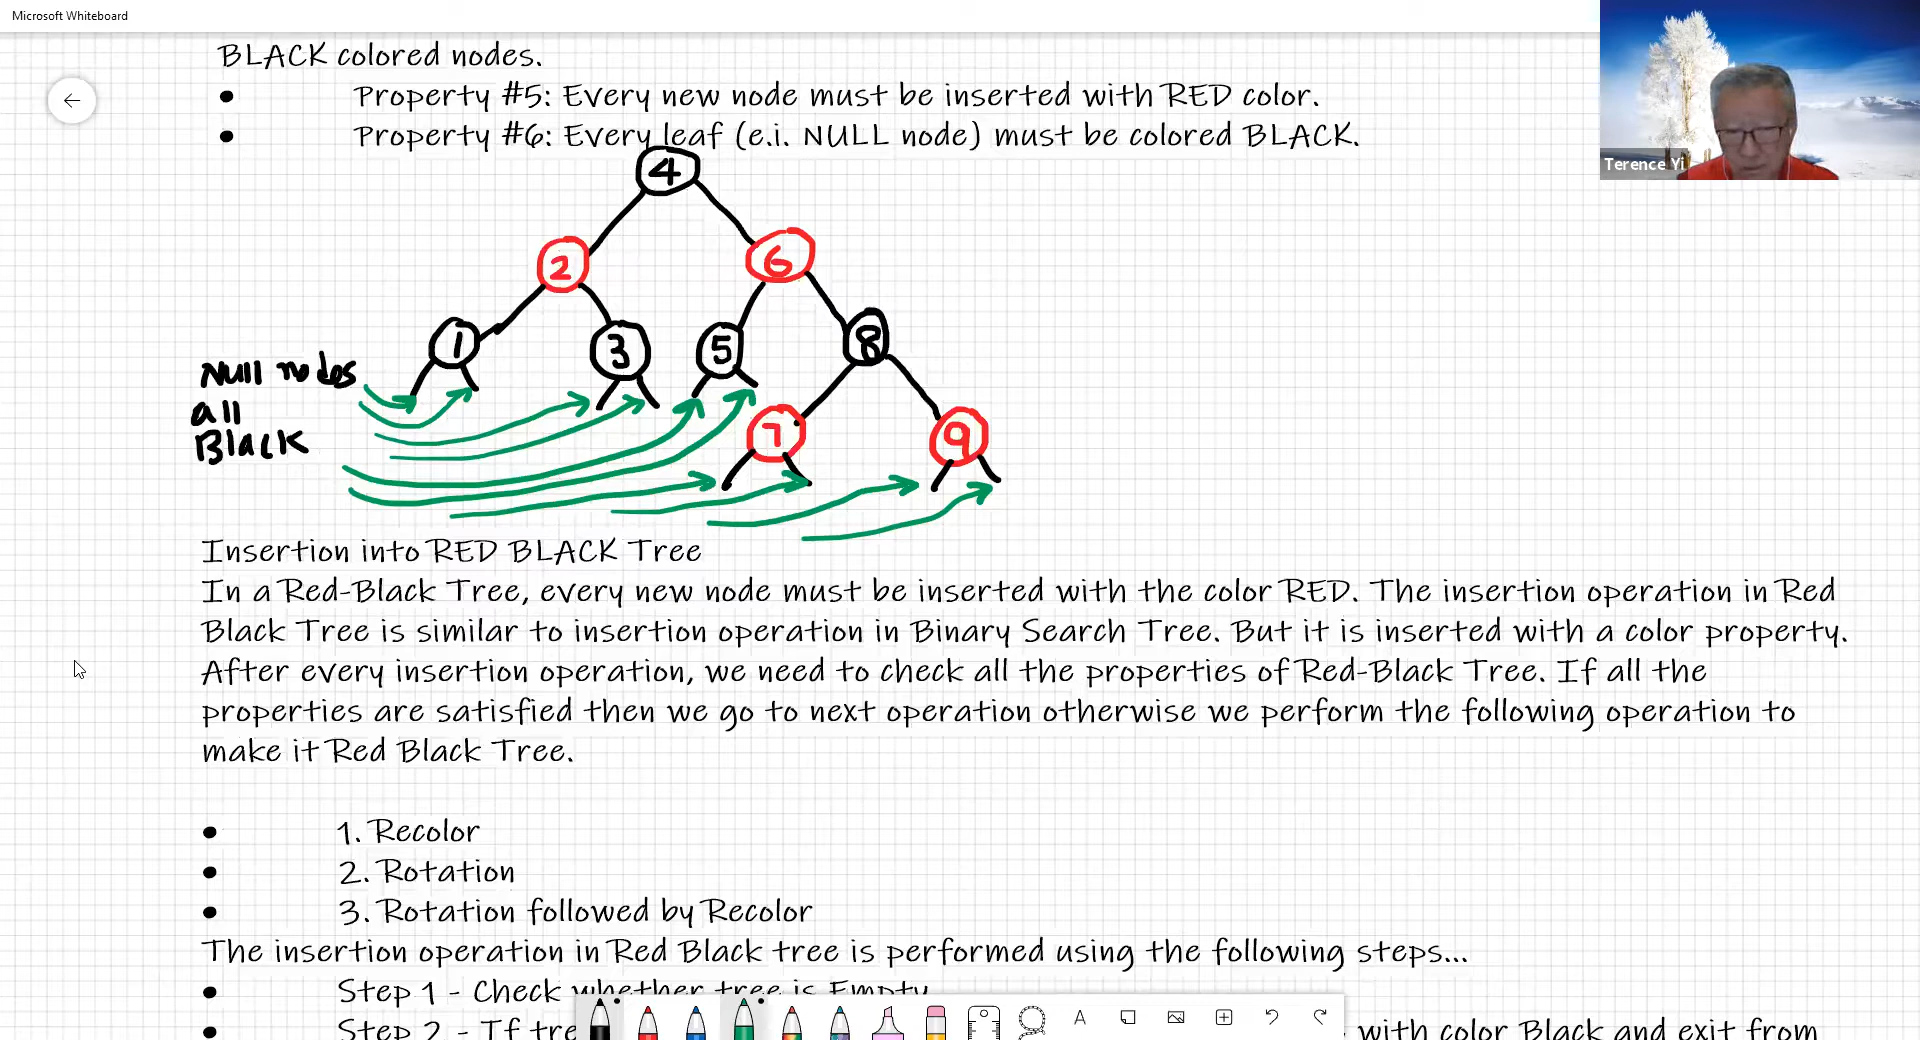 Microsoft Whiteboard
BLACK colored nodes.
• Property #5: Every new node must be inserted with RED color.
• Property #6: Every leaf (e.i. NULL node) must be colored BLACK.
Terence Yi
4
2 6
1 3 5 8
Null nodes
all
Black
7 9
Insertion into RED BLACK Tree
In a Red-Black Tree, every new node must be inserted with the color RED. The insertion operation in Red
Black Tree is similar to insertion operation in Binary Search Tree. But it is inserted with a color property.
After every insertion operation, we need to check all the properties of Red-Black Tree. If all the
properties are satisfied then we go to next operation otherwise we perform the following operation to
make it Red Black Tree.
• 1. Recolor
• 2. Rotation
• 3. Rotation followed by Recolor
The insertion operation in Red Black tree is performed using the following steps...
• Step 1 - Check whether tree is Empty
• Step 2 - If tre with color Black and exit from
A